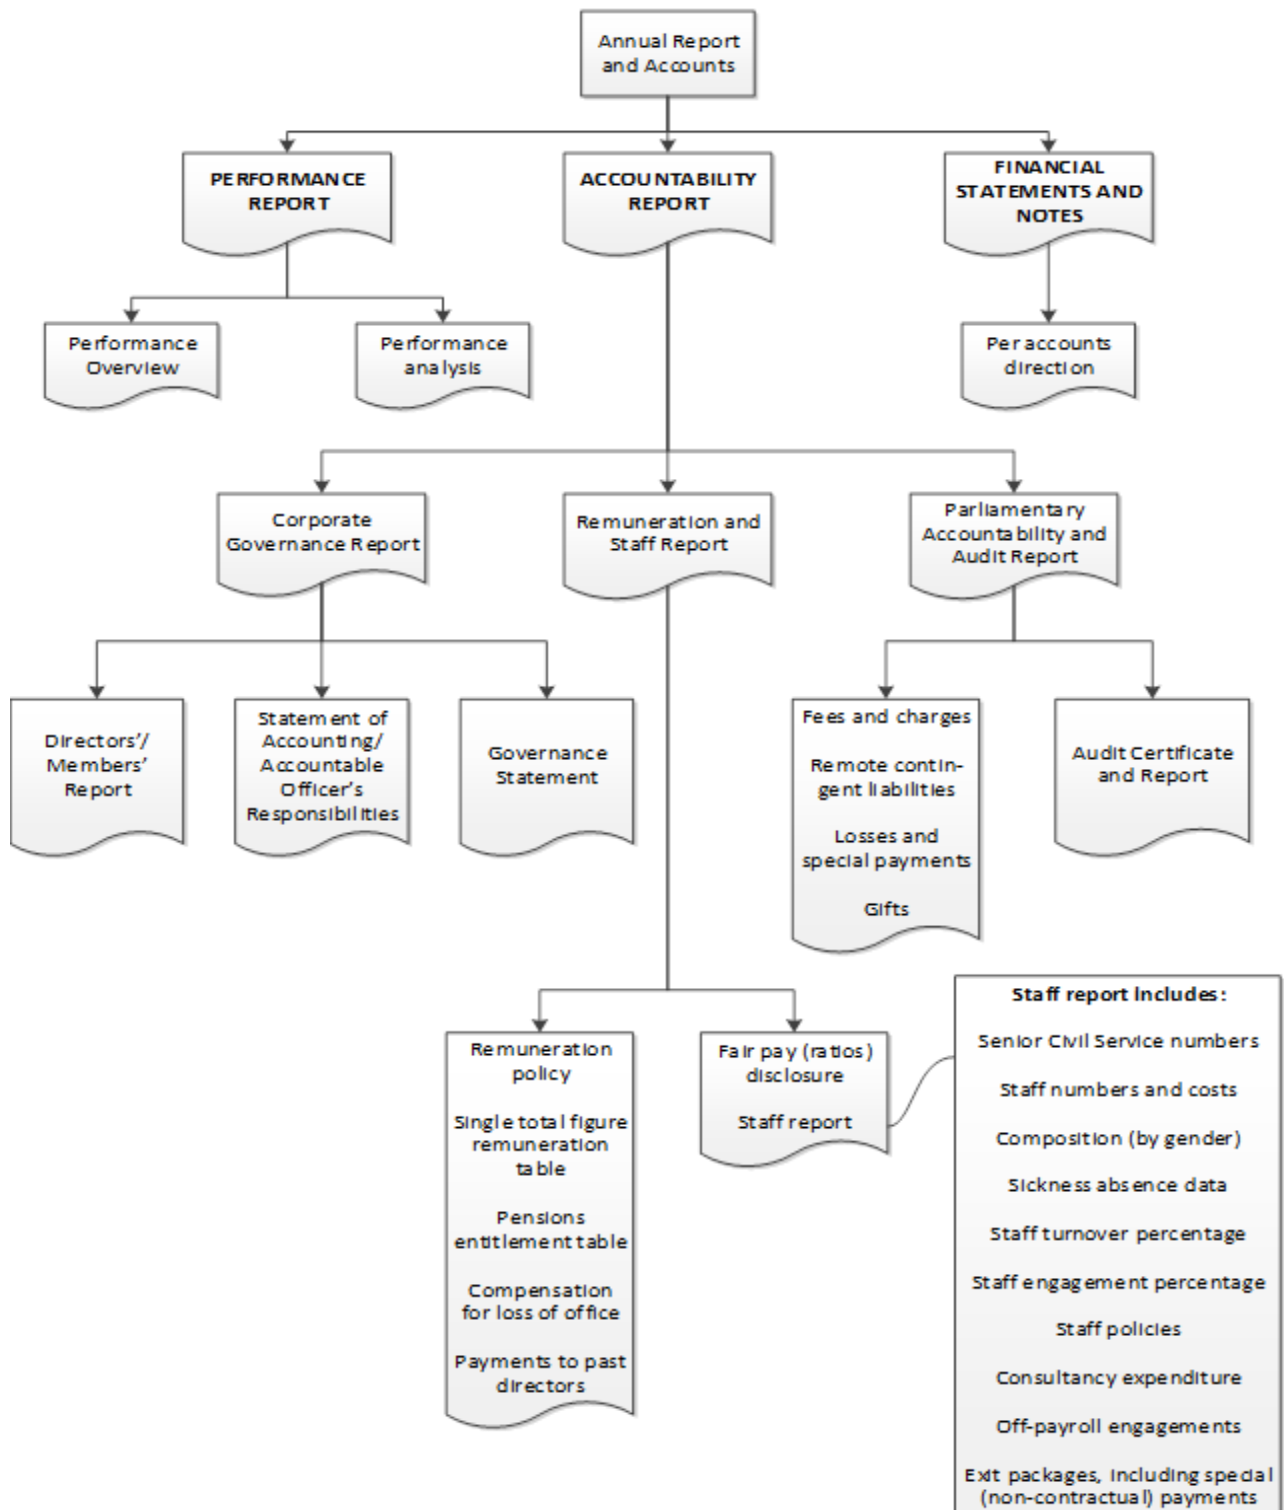 Annual Report
and Accounts
PERFORMANCE
REPORT
ACCOUNTABILITY
REPORT
FINANCIAL
STATEMENTS AND
NOTES
Performance
Overview
Performance
analysis
Per accounts
direction
Corporate
Governance Report
Remuneration and
Staff Report
Parliamentary
Accountability and
Audit Report
Directors’/
Members’
Report
Statement of
Accounting/
Accountable
Officer’s
Responsibilities
Governance
Statement
Fees and charges
Remote contin-
gent liabilities
Losses and
special payments
Gifts
Audit Certificate
and Report
Remuneration
policy
Single total figure
remuneration
table
Pensions
entitlement table
Compensation
for loss of office
Payments to past
directors
Fair pay (ratios)
disclosure
Staff report
Staff report includes:
Senior Civil Service numbers
Staff numbers and costs
Composition (by gender)
Sickness absence data
Staff turnover percentage
Staff engagement percentage
Staff policies
Consultancy expenditure
Off-payroll engagements
Exit packages, including special
(non-contractual) payments